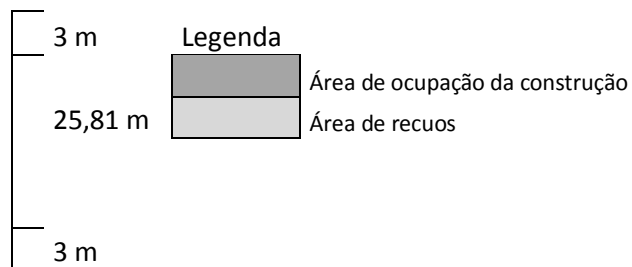 3 m
Legenda
Área de ocupação da construção
25,81 m
Área de recuos
3 m